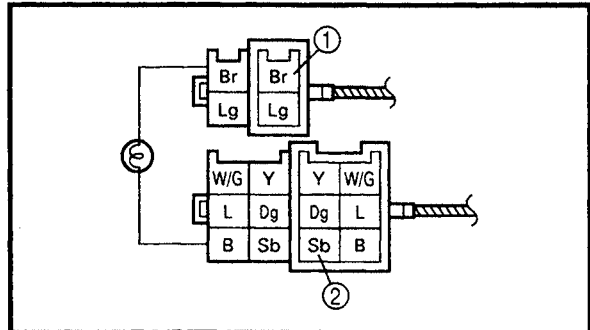 ①
Br Br
Lg Lg
W/G Y Y W/G
L Dg Dg L
B Sb Sb B
②